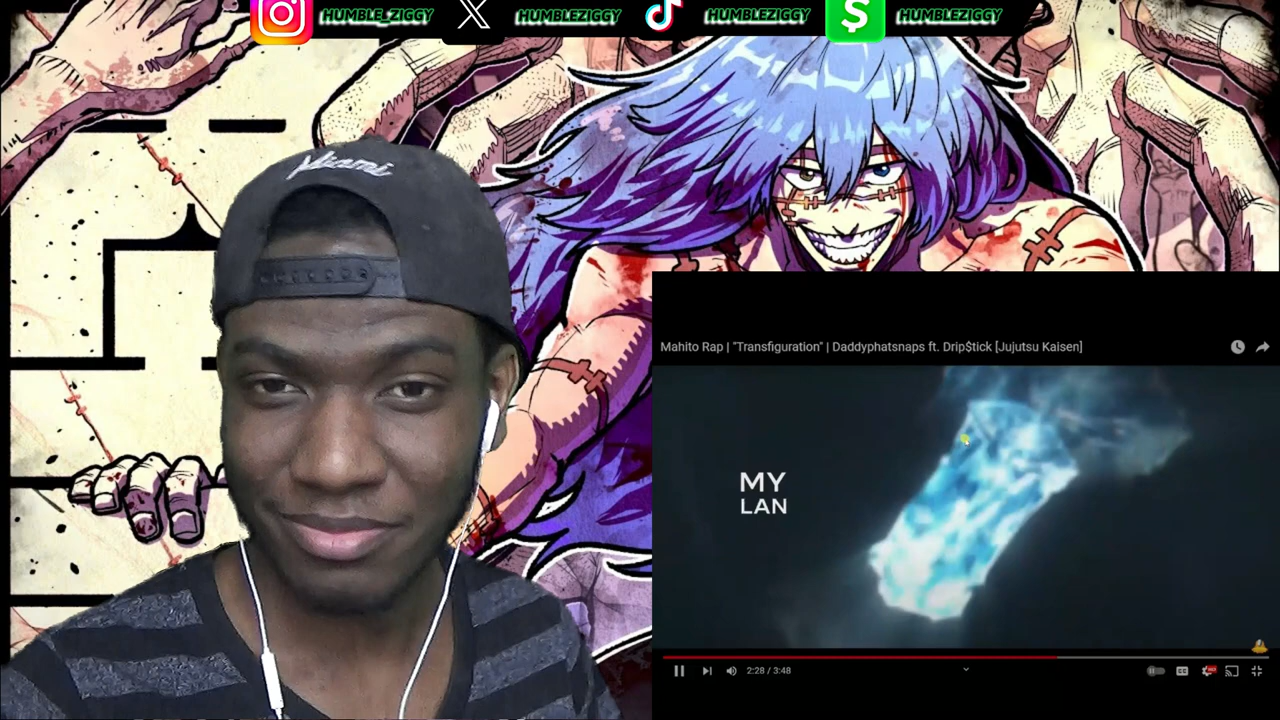 HUMBLE_ZIGGY
HUMBLEZIGGY
HUMBLEZIGGY
HUMBLEZIGGY
Miami
Mahito Rap | "Transfiguration" | Daddyphatsnaps ft. Drip$tick [Jujutsu Kaisen]
MY
LAN
2:28 / 3:48